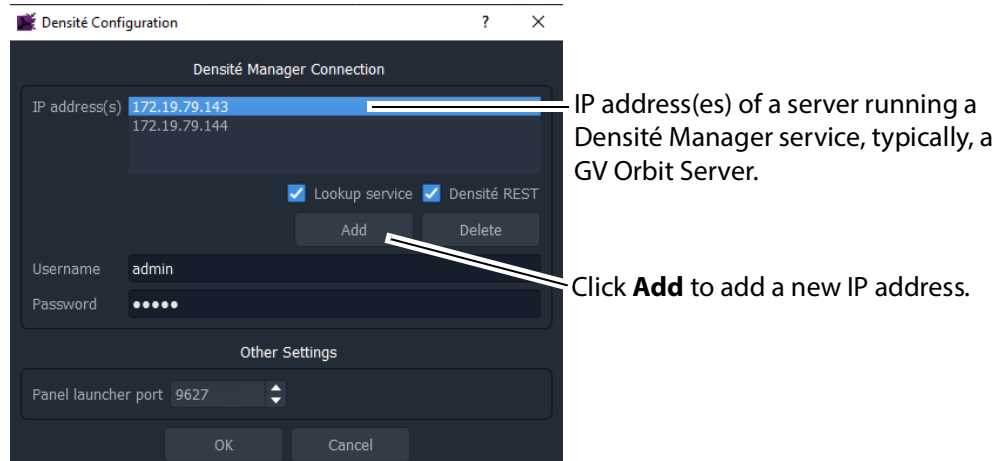 Densité Configuration ? ×
Densité Manager Connection
IP address(s) 172.19.79.143
172.19.79.144
IP address(es) of a server running a
Densité Manager service, typically, a
GV Orbit Server.
Lookup service Densité REST
Add Delete
Click Add to add a new IP address.
Username admin
Password •••••
Other Settings
Panel launcher port 9627
OK Cancel